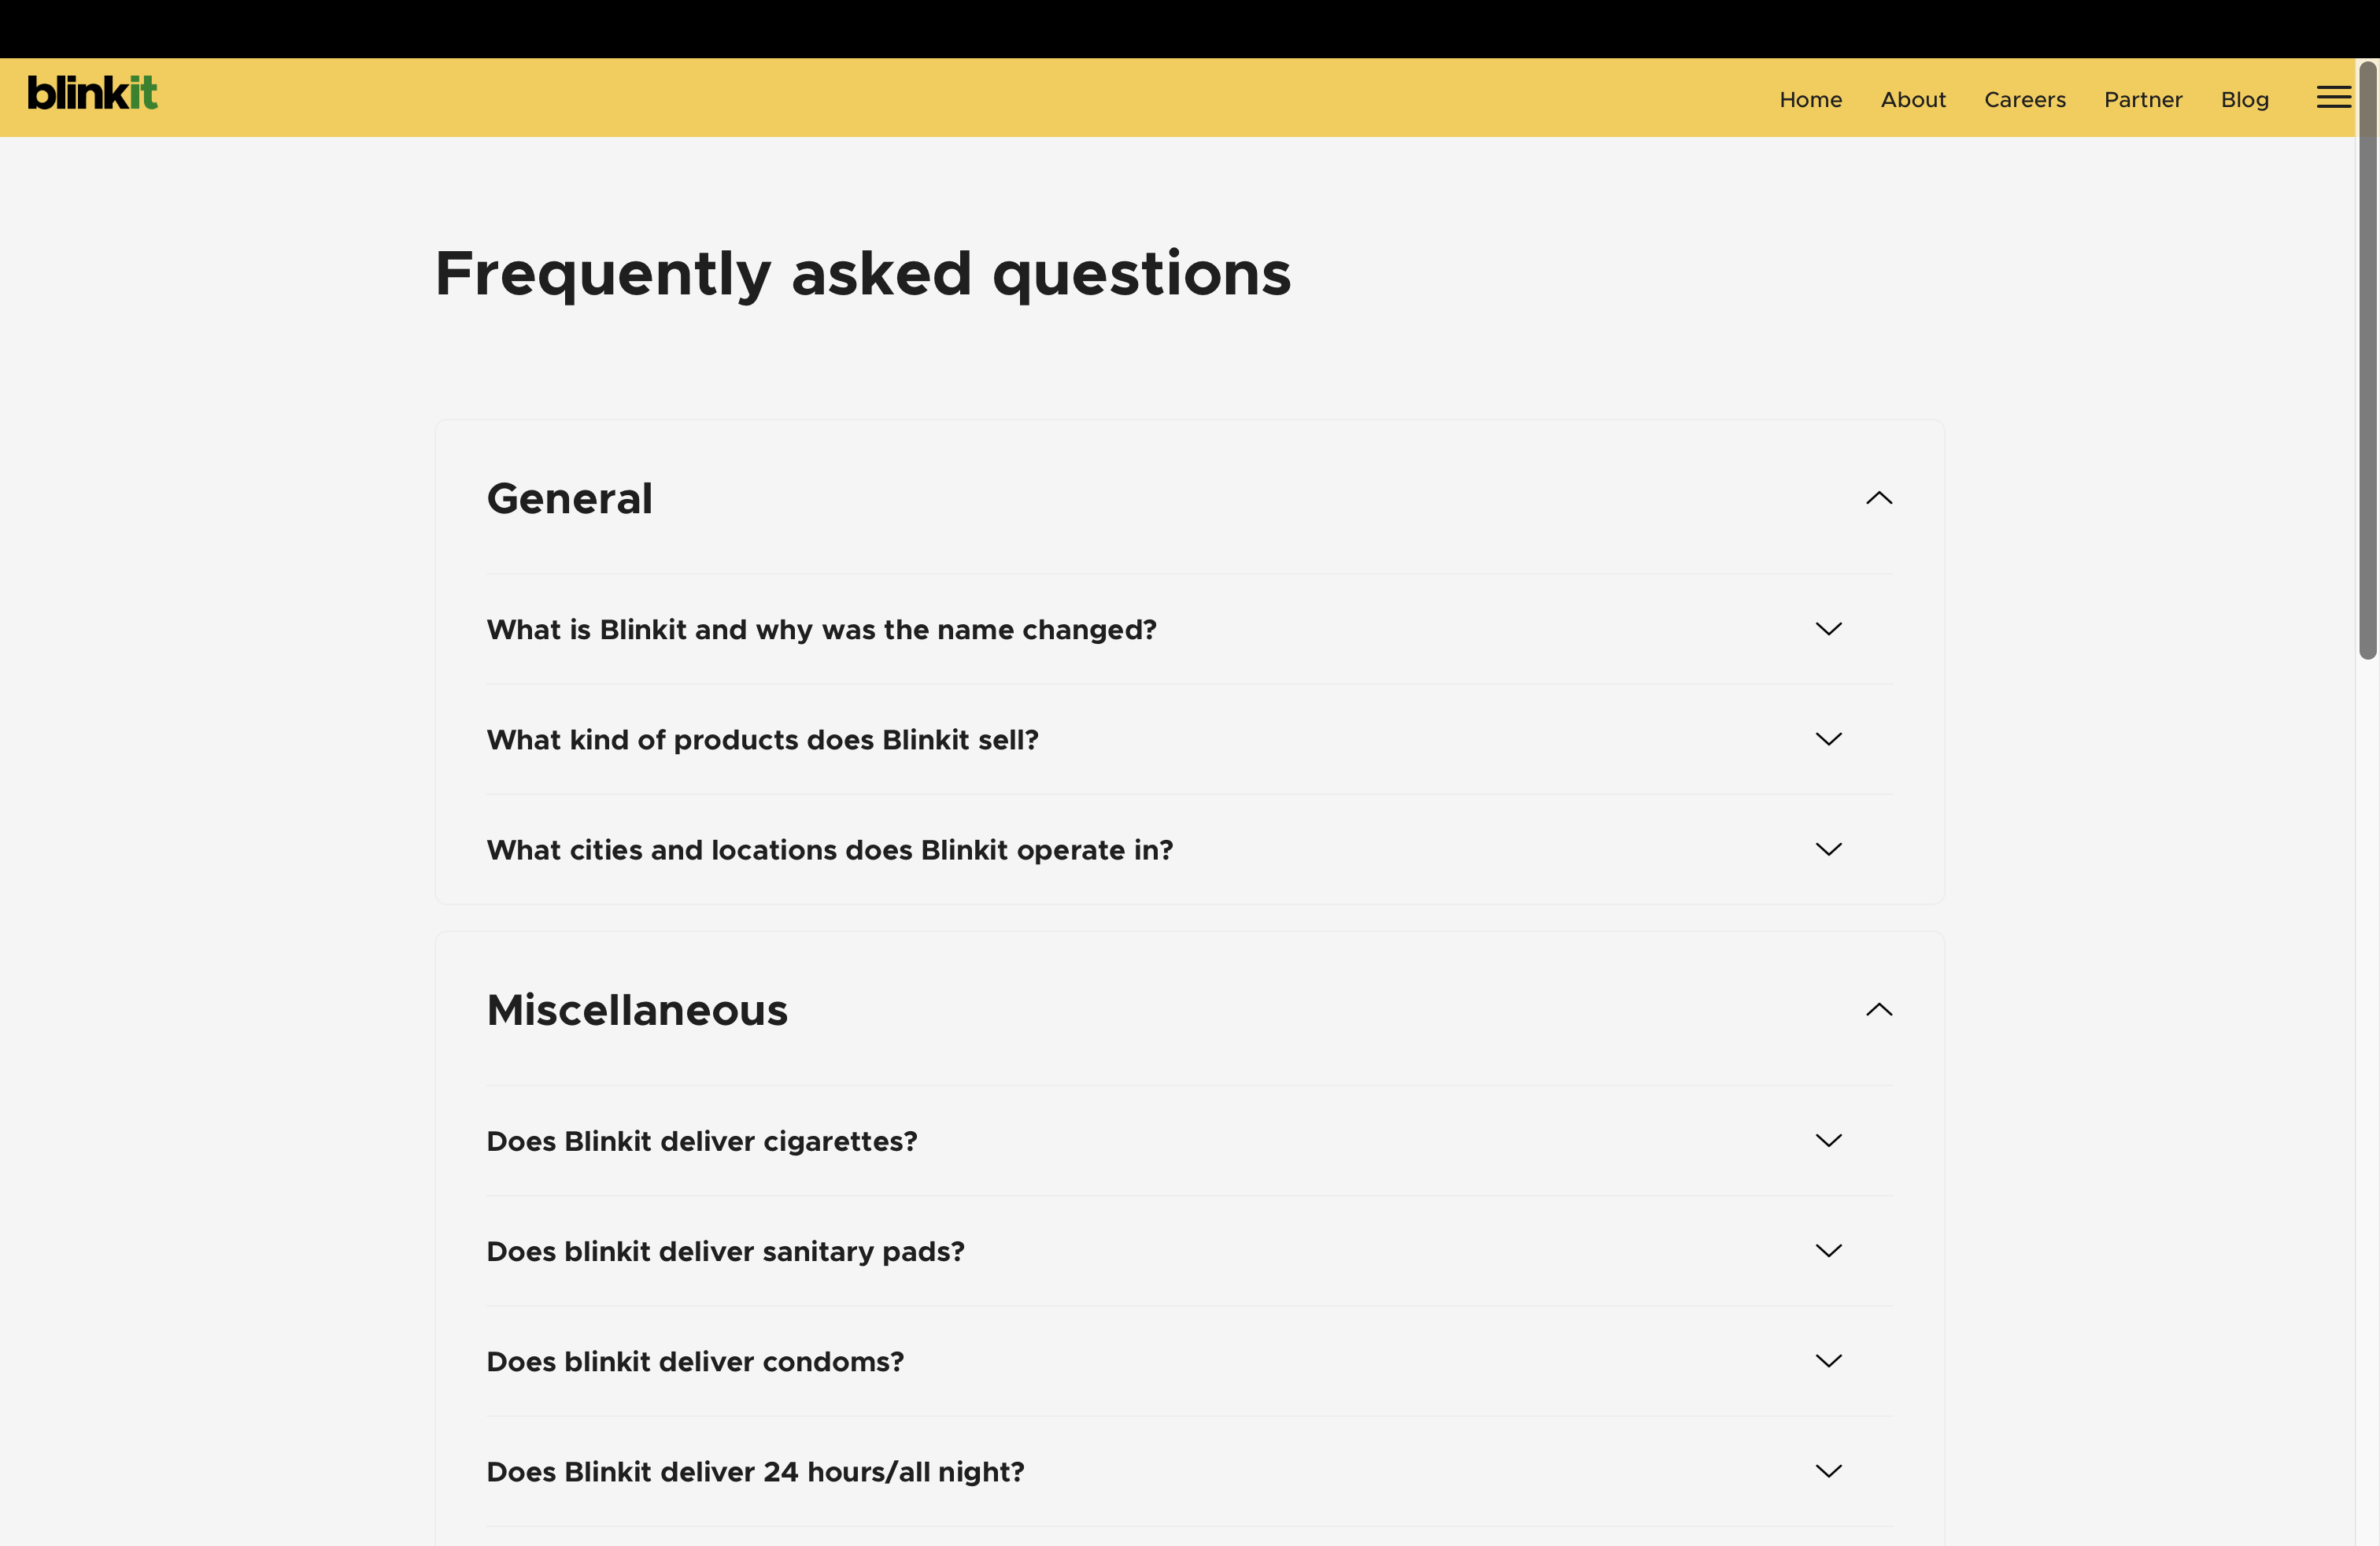 blinkit
Home About Careers Partner Blog
Frequently asked questions
General
What is Blinkit and why was the name changed?
What kind of products does Blinkit sell?
What cities and locations does Blinkit operate in?
Miscellaneous
Does Blinkit deliver cigarettes?
Does blinkit deliver sanitary pads?
Does blinkit deliver condoms?
Does Blinkit deliver 24 hours/all night?